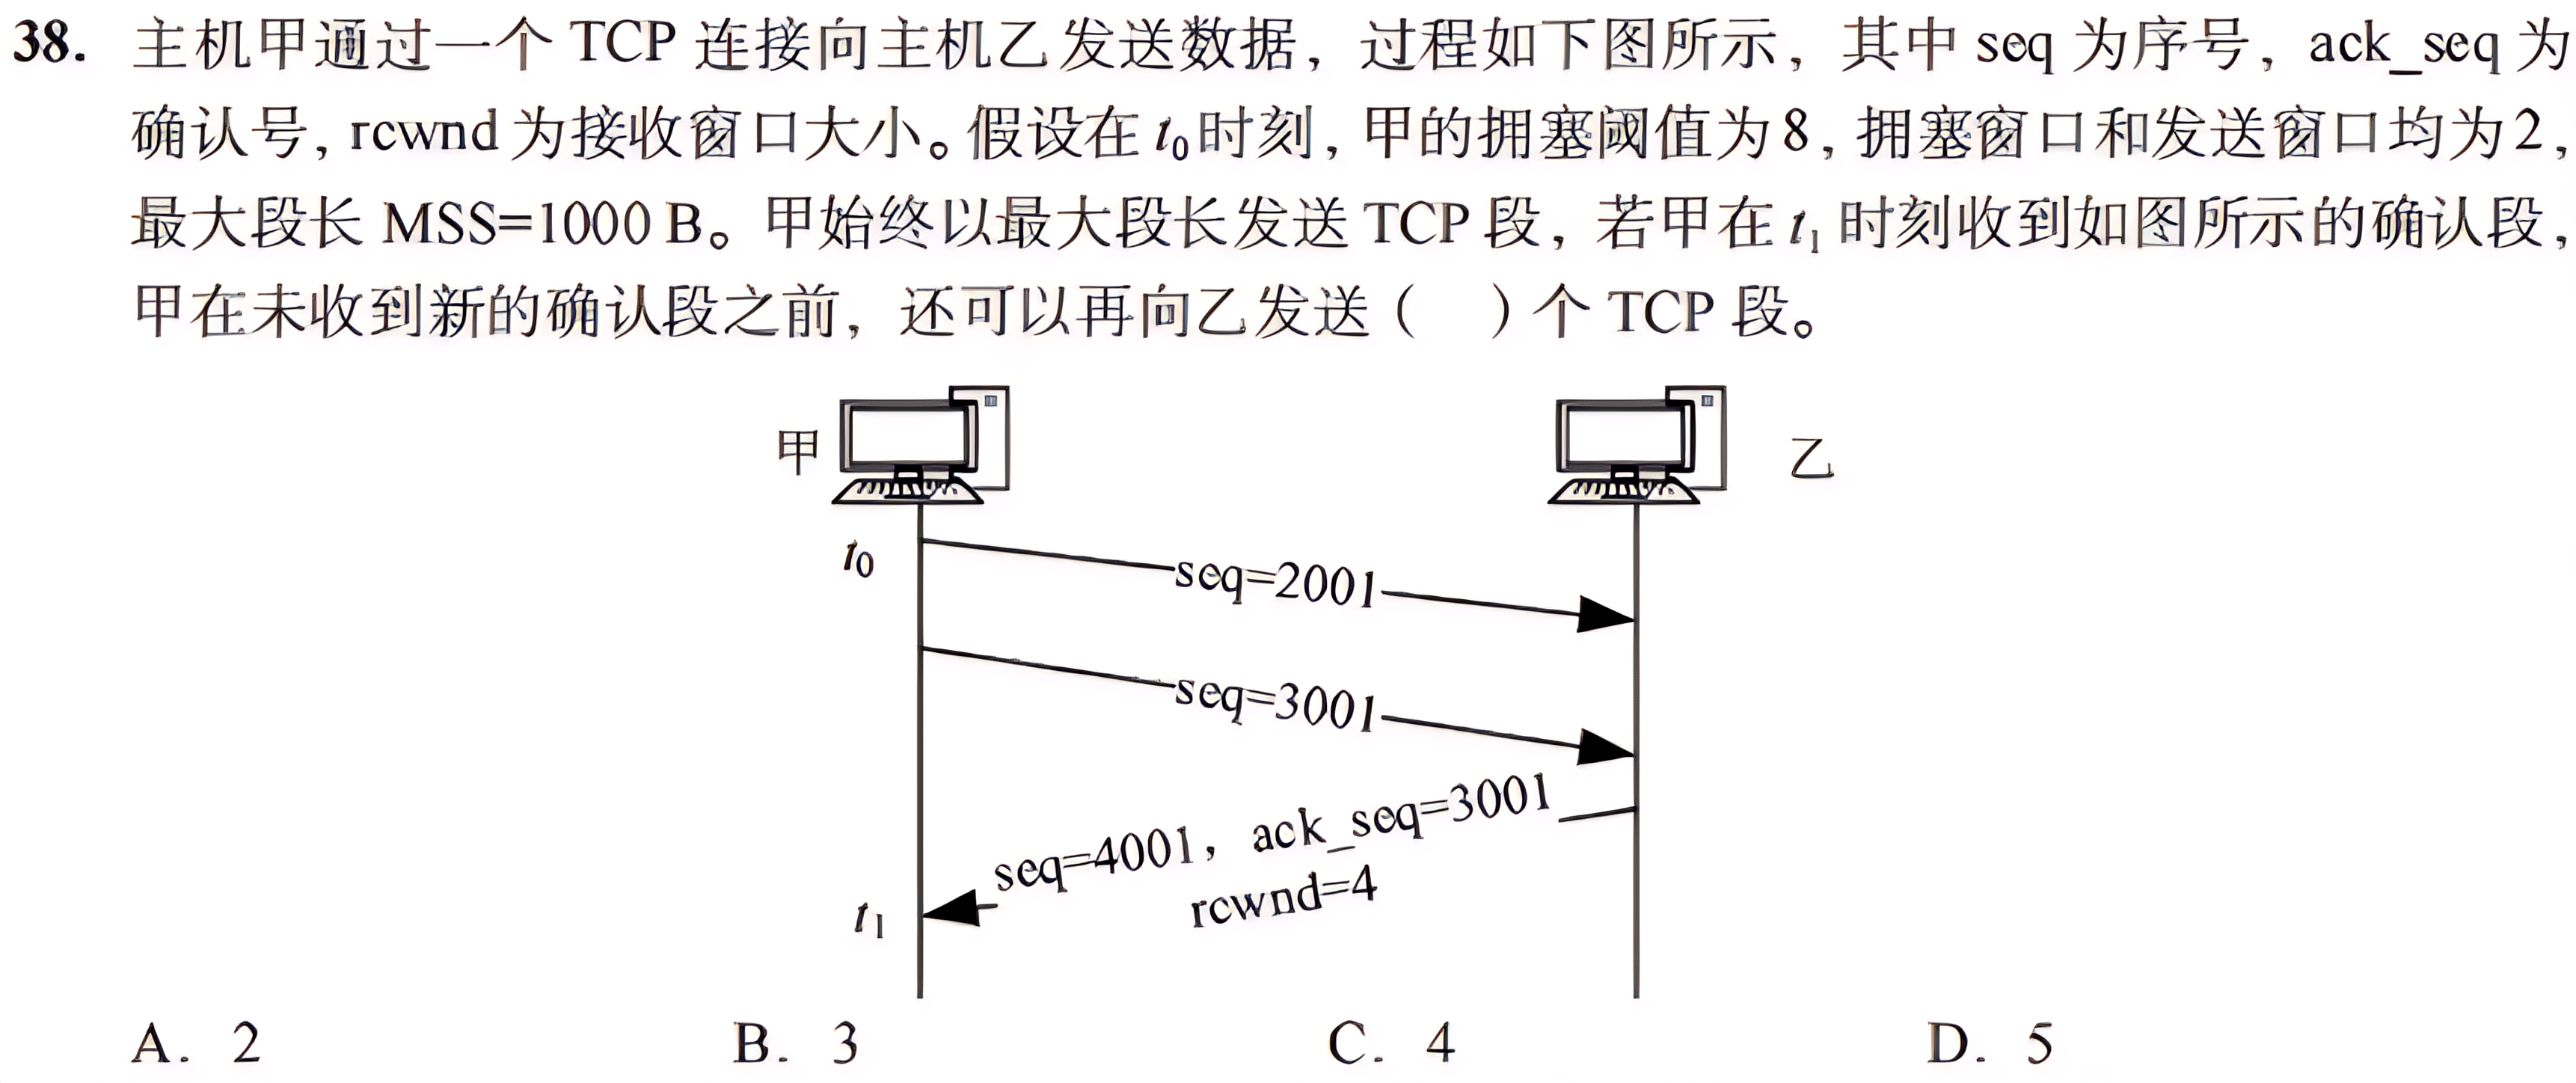 38. 主机甲通过一个 TCP 连接向主机乙发送数据，过程如下图所示，其中 seq 为序号，ack_seq 为
确认号，rcwnd 为接收窗口大小。假设在 t₀时刻，甲的拥塞阈值为8，拥塞窗口和发送窗口均为2，
最大段长 MSS=1000 B。甲始终以最大段长发送 TCP 段，若甲在 t₁ 时刻收到如图所示的确认段，
甲在未收到新的确认段之前，还可以再向乙发送（ ）个 TCP 段。
甲
乙
t₀
seq=2001
seq=3001
seq=4001，ack_seq=3001
rcwnd=4
t₁
A. 2 B. 3 C. 4 D. 5